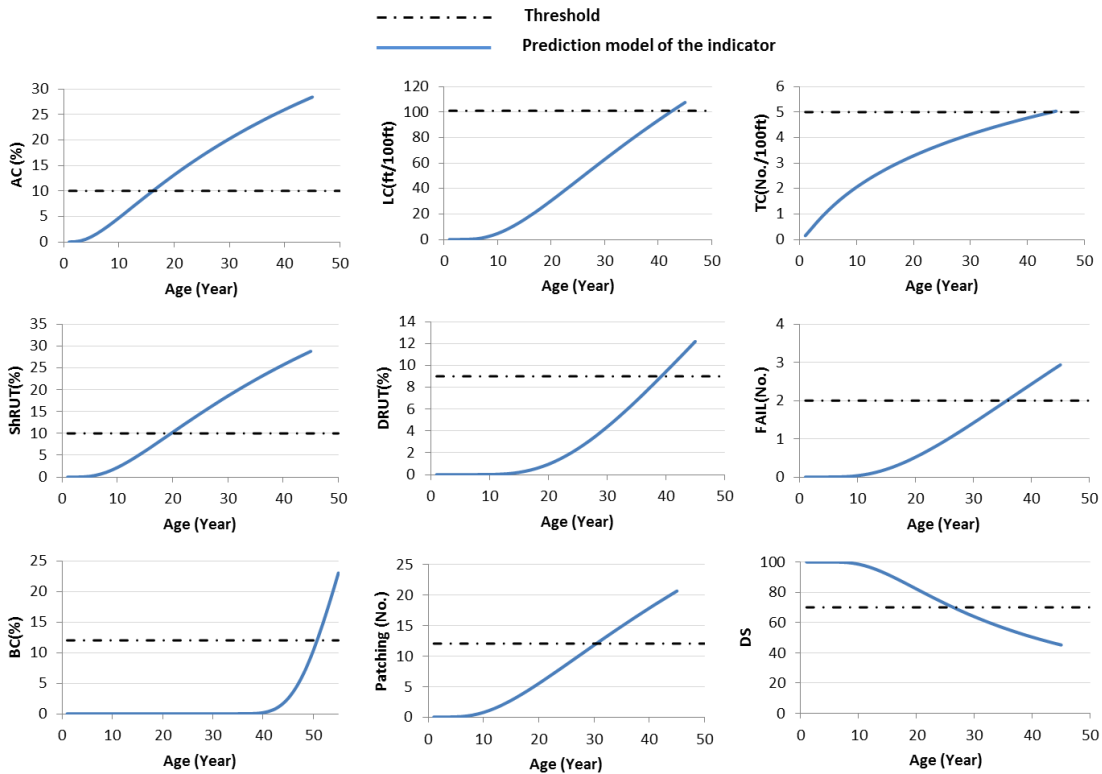 Threshold
Prediction model of the indicator
AC (%)
30
25
20
15
10
5
0
0 10 20 30 40 50
Age (Year)
LC(ft/100ft)
120
100
80
60
40
20
0
0 10 20 30 40 50
Age (Year)
TC(No./100ft)
6
5
4
3
2
1
0
0 10 20 30 40 50
Age (Year)
ShRUT(%)
35
30
25
20
15
10
5
0
0 10 20 30 40 50
Age (Year)
DRUT(%)
14
12
10
8
6
4
2
0
0 10 20 30 40 50
Age (Year)
FAIL(No.)
4
3
2
1
0
0 10 20 30 40 50
Age (Year)
BC(%)
25
20
15
10
5
0
0 10 20 30 40 50
Age (Year)
Patching (No.)
25
20
15
10
5
0
0 10 20 30 40 50
Age (Year)
DS
100
80
60
40
20
0
0 10 20 30 40 50
Age (Year)